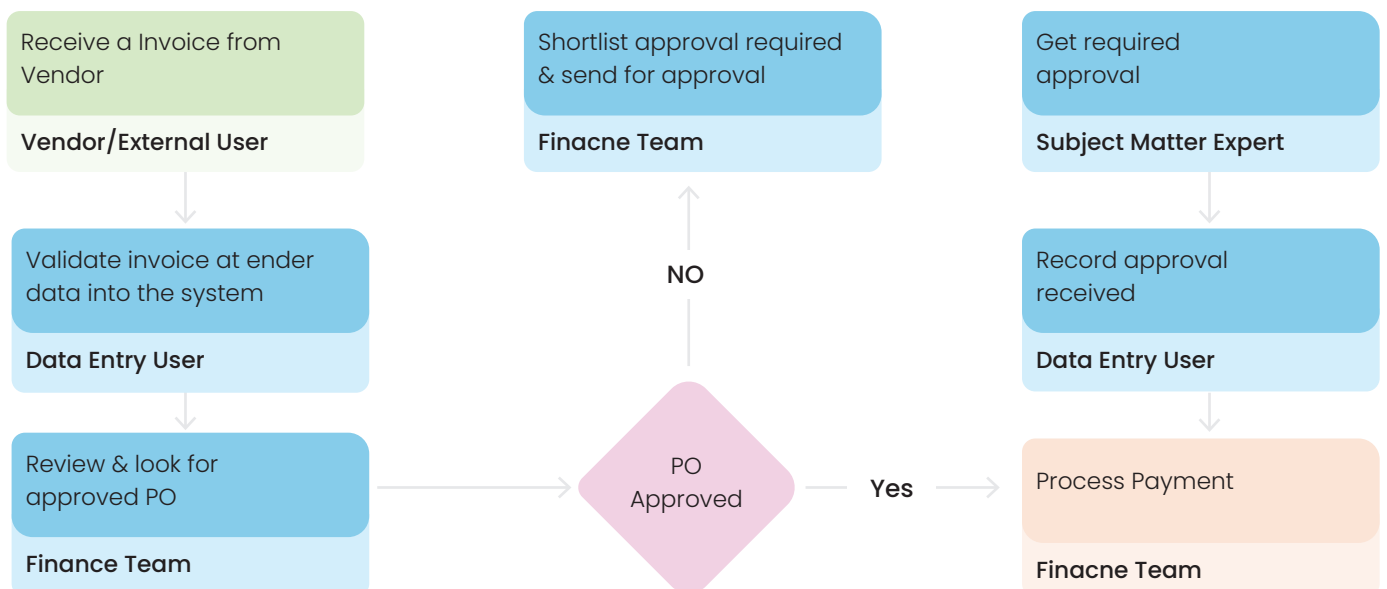 Receive a Invoice from
Vendor
Vendor/External User
Validate invoice at ender
data into the system
Data Entry User
Review & look for
approved PO
Finance Team
PO
Approved
NO
Shortlist approval required
& send for approval
Finacne Team
Yes
Get required
approval
Subject Matter Expert
Record approval
received
Data Entry User
Process Payment
Finacne Team